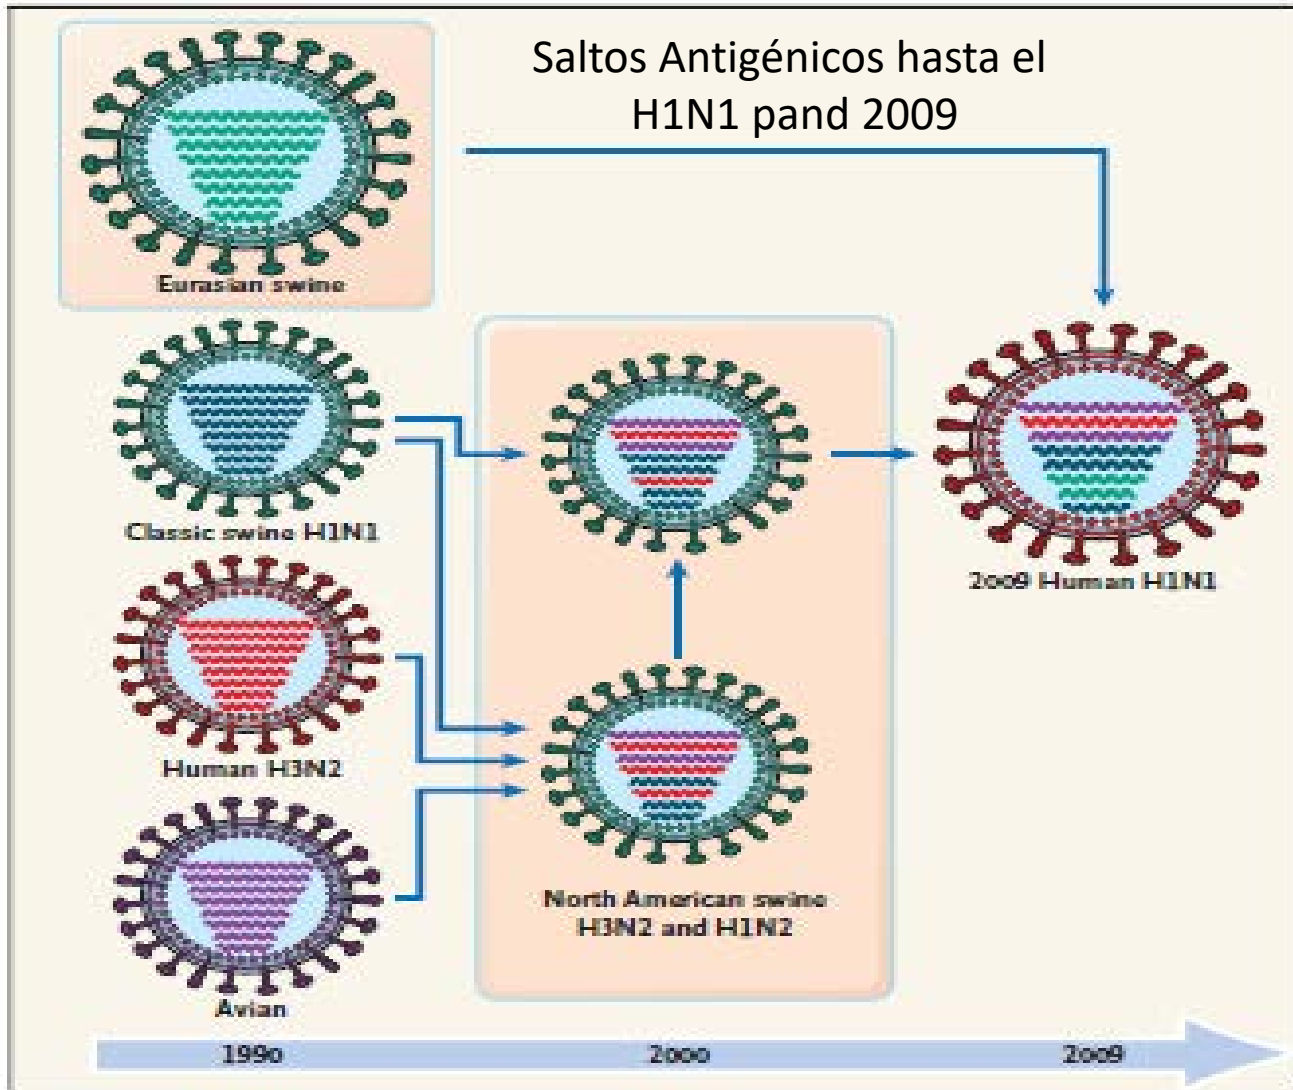 Saltos Antigénicos hasta el
H1N1 pand 2009
Eurasian swine
Classic swine H1N1
2009 Human H1N1
Human H3N2
North American swine
H3N2 and H1N2
Avian
1990
2000
2009